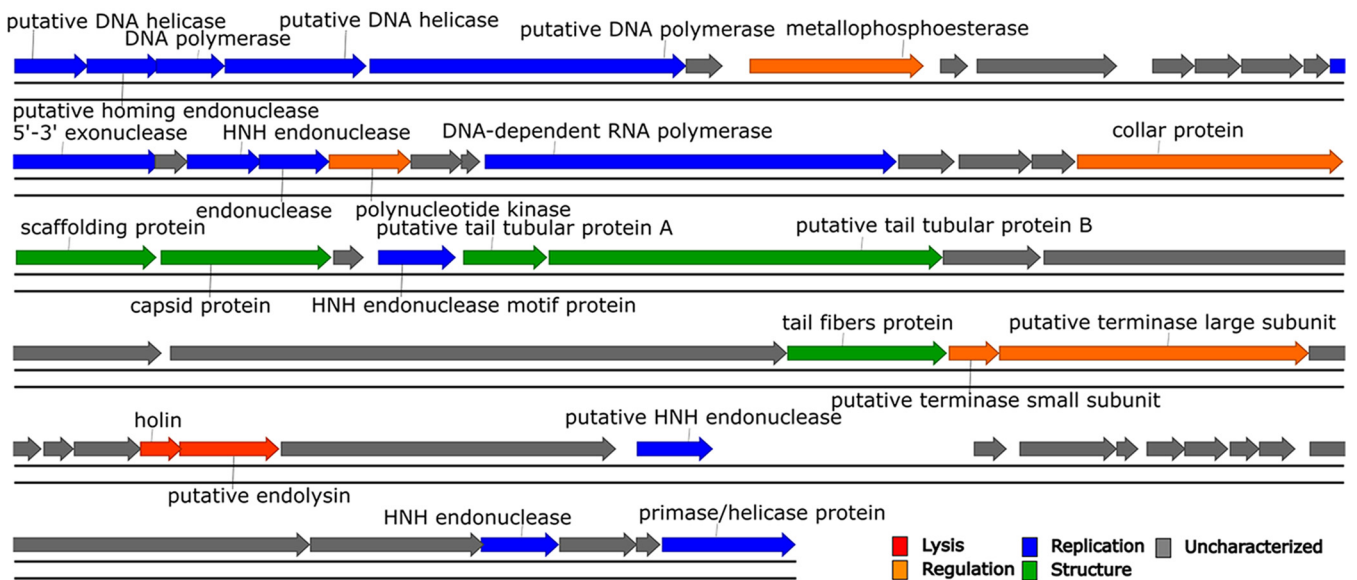 putative DNA helicase
putative DNA helicase
DNA polymerase
putative DNA polymerase
metallophosphoesterase
putative homing endonuclease
5'-3' exonuclease
HNH endonuclease
DNA-dependent RNA polymerase
collar protein
endonuclease
polynucleotide kinase
scaffolding protein
putative tail tubular protein A
putative tail tubular protein B
capsid protein
HNH endonuclease motif protein
tail fibers protein
putative terminase large subunit
putative terminase small subunit
holin
putative HNH endonuclease
putative endolysin
HNH endonuclease
primase/helicase protein
Lysis
Replication
Uncharacterized
Regulation
Structure